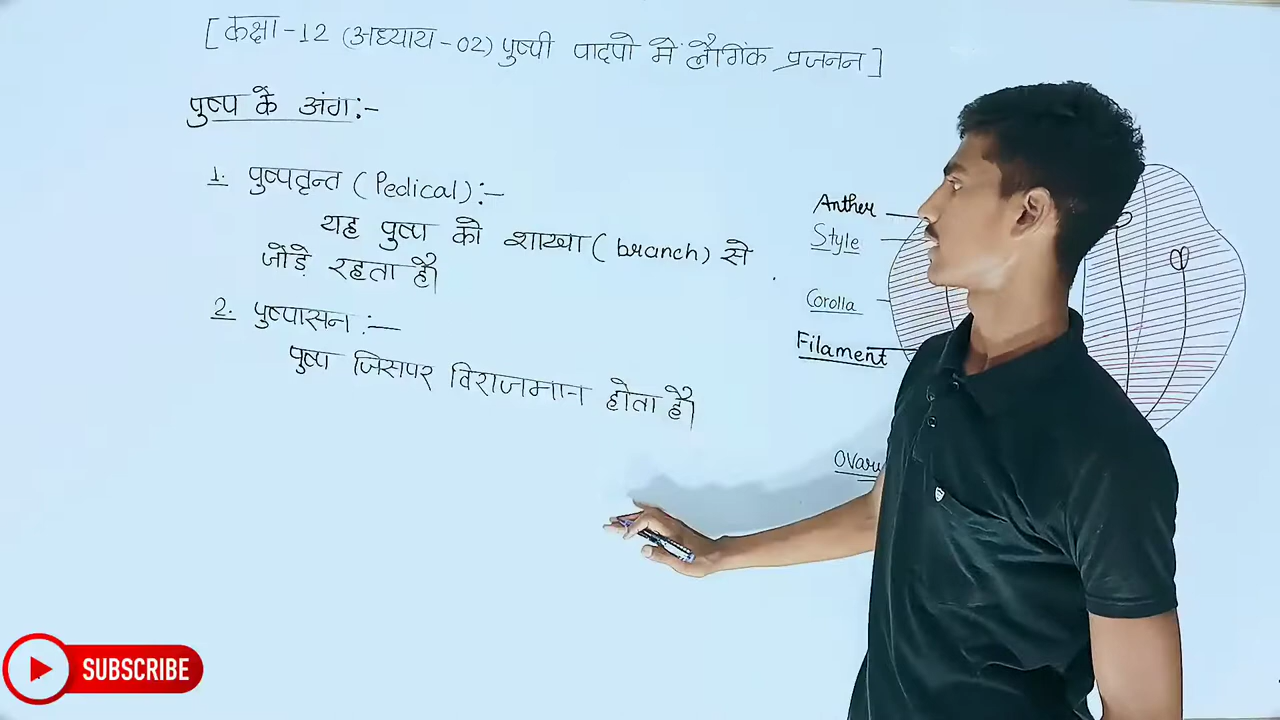 [कक्षा-12 (अध्याय-02) पुष्पी पादपो में लैगिंक प्रजनन]
पुष्प के अंग:-
1. पुष्पवृन्त (Pedical):-
यह पुष्प को शाखा (branch) से
जोड़े रहता है।
2. पुष्पासन:-
पुष्प जिसपर विराजमान होता है।
Anther
Style
Corolla
Filament
SUBSCRIBE